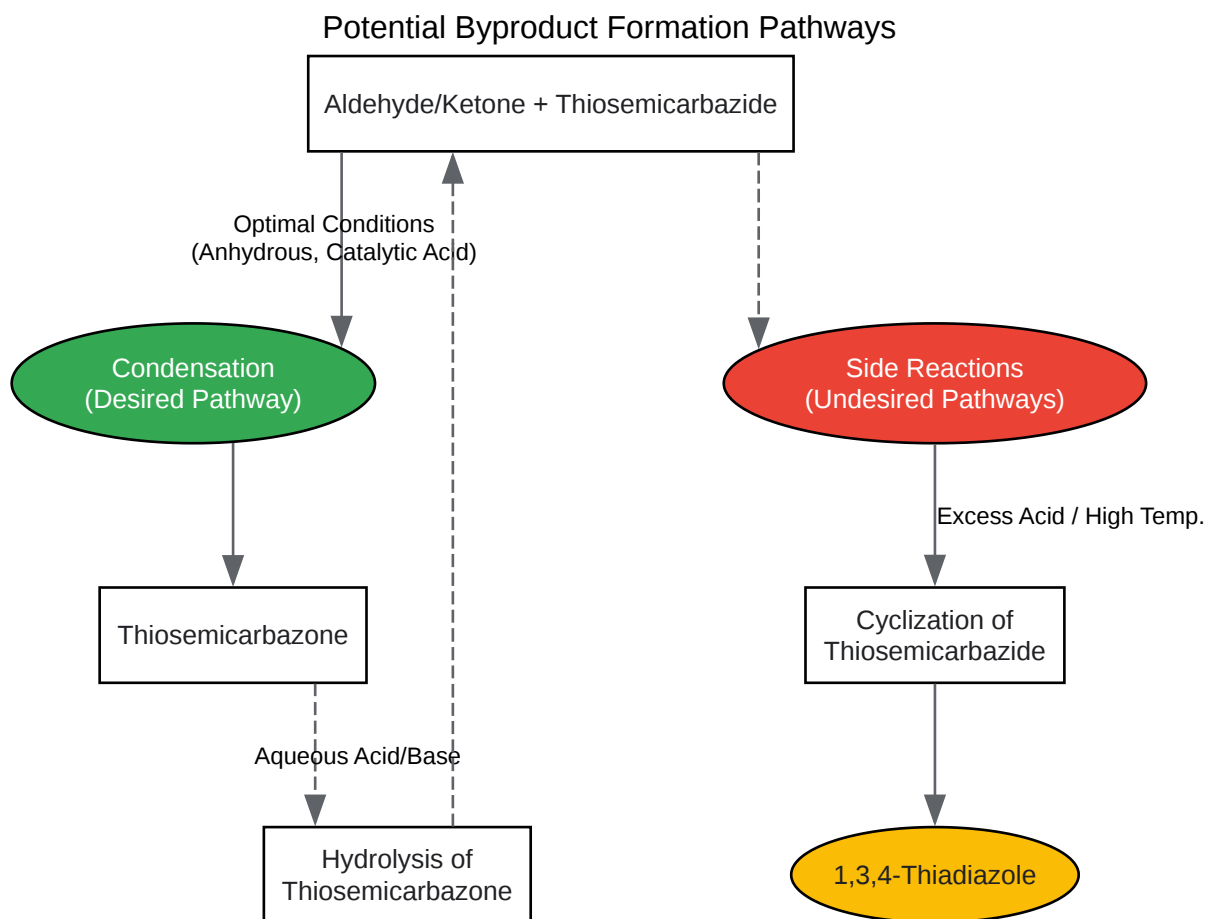 Potential Byproduct Formation Pathways
Aldehyde/Ketone + Thiosemicarbazide
Optimal Conditions
(Anhydrous, Catalytic Acid)
Condensation
(Desired Pathway)
Side Reactions
(Undesired Pathways)
Excess Acid / High Temp.
Thiosemicarbazone
Cyclization of
Thiosemicarbazide
Aqueous Acid/Base
Hydrolysis of
Thiosemicarbazone
1,3,4-Thiadiazole